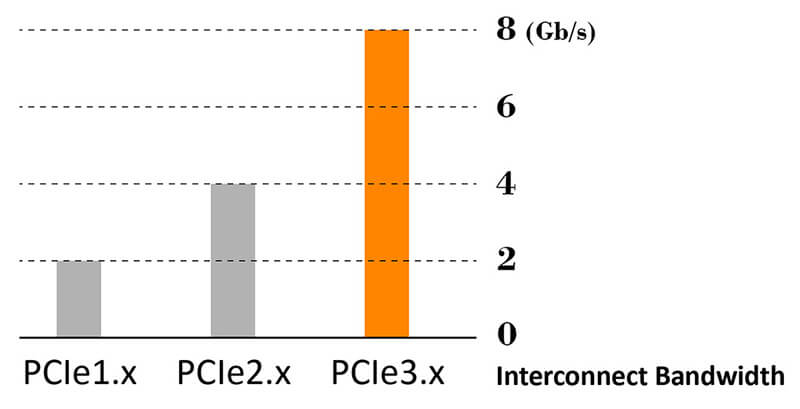 8 (Gb/s)
6
4
2
0
PCIe1.x PCIe2.x PCIe3.x Interconnect Bandwidth